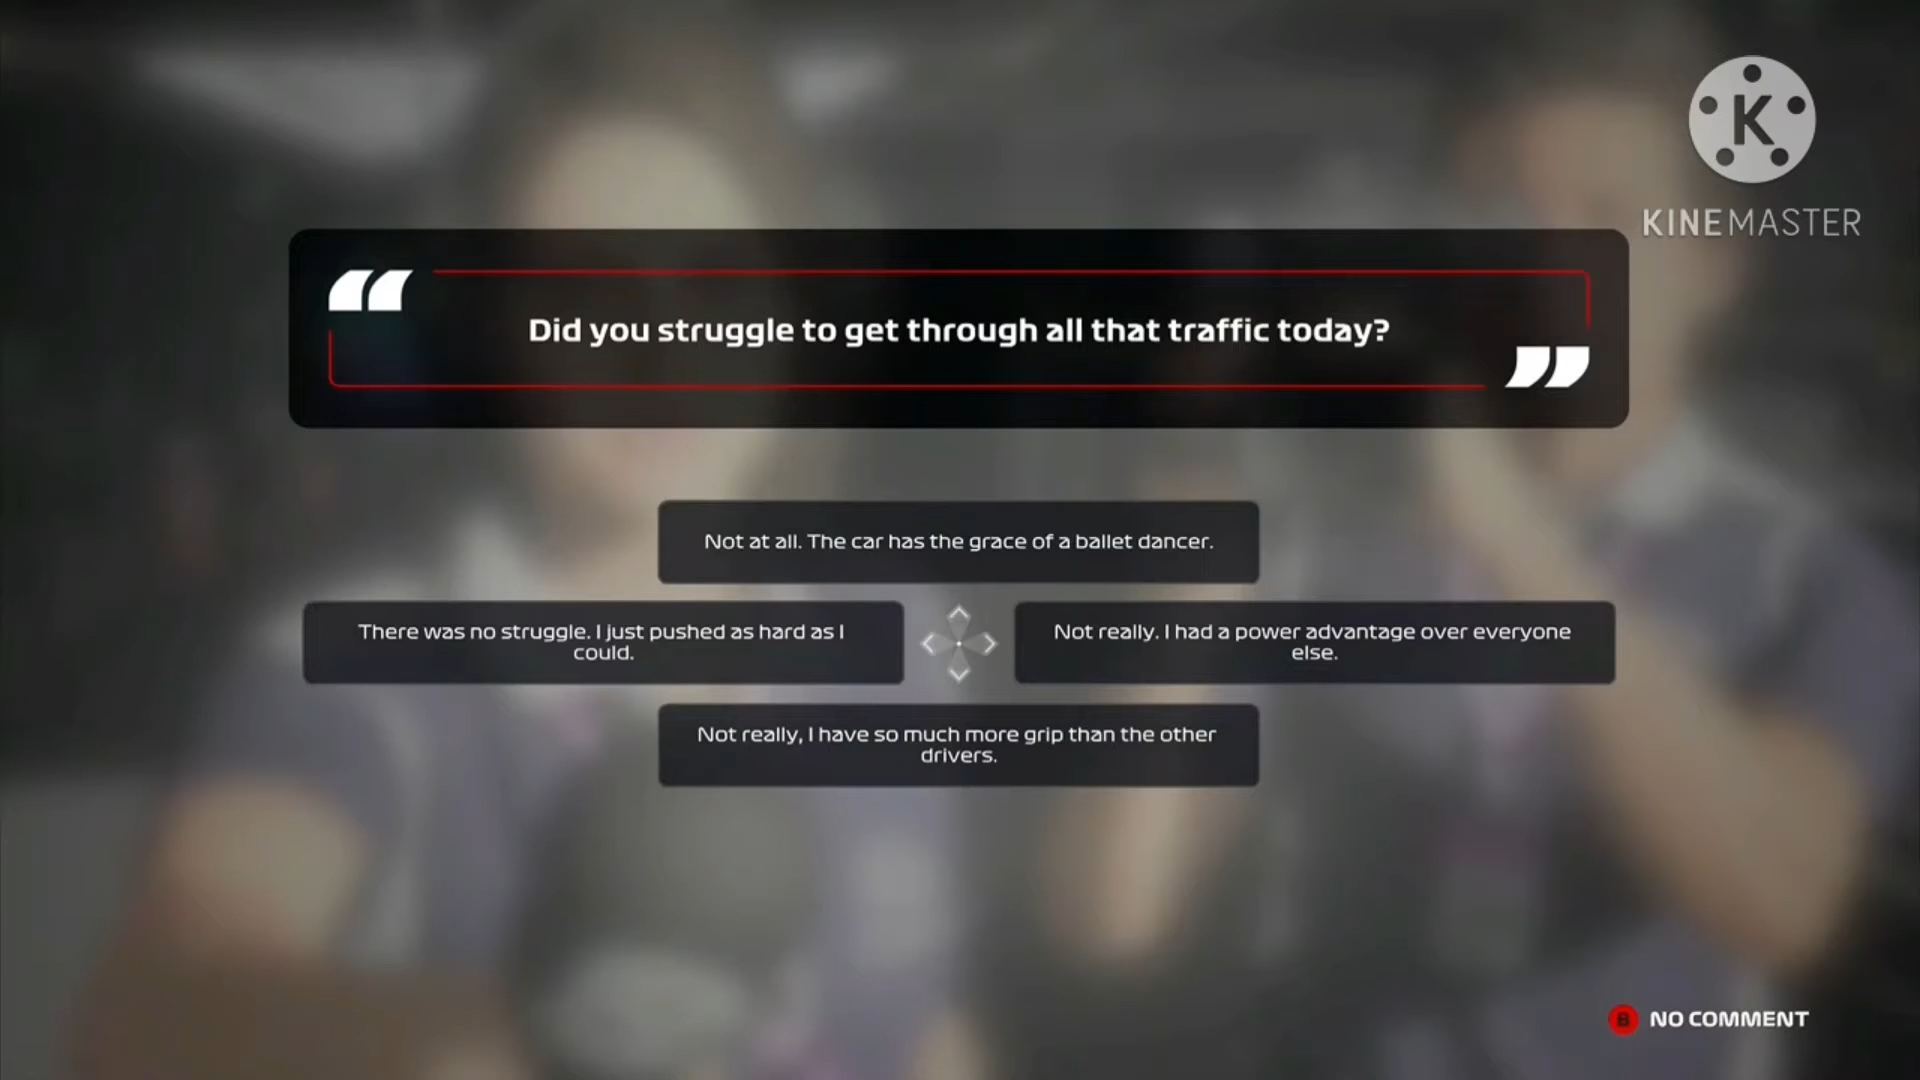 K
KINEMASTER
Did you struggle to get through all that traffic today?
Not at all. The car has the grace of a ballet dancer.
There was no struggle. I just pushed as hard as I
could.
Not really. I had a power advantage over everyone
else.
Not really, I have so much more grip than the other
drivers.
B NO COMMENT